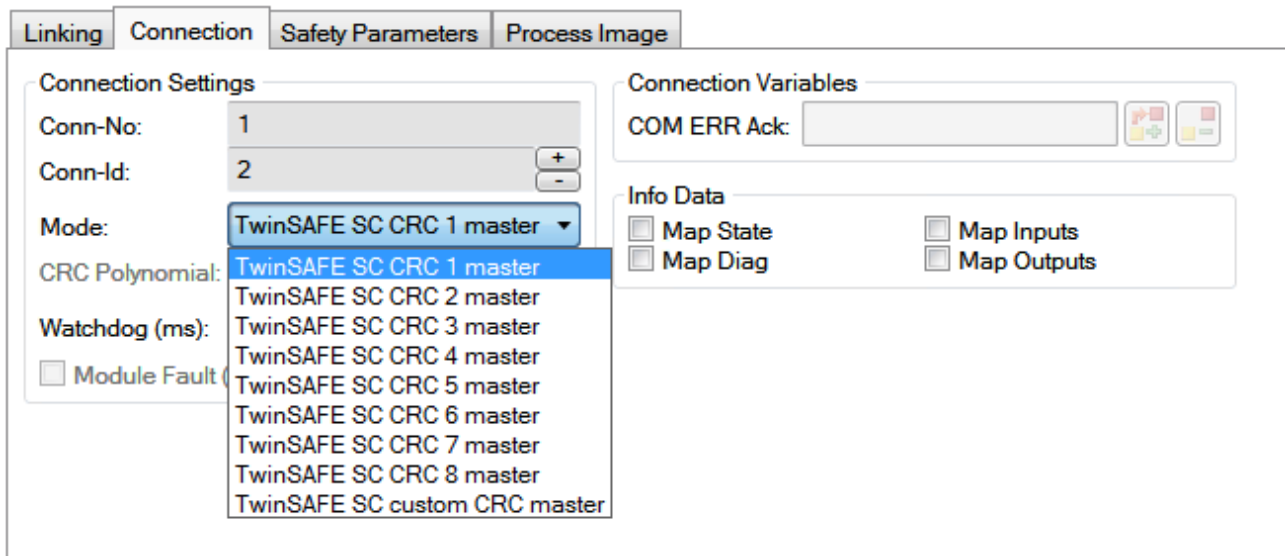 Linking Connection Safety Parameters Process Image
Connection Settings
Conn-No: 1
Conn-Id: 2
+
-
Mode: TwinSAFE SC CRC 1 master
CRC Polynomial:
Watchdog (ms):
Module Fault (
TwinSAFE SC CRC 1 master
TwinSAFE SC CRC 2 master
TwinSAFE SC CRC 3 master
TwinSAFE SC CRC 4 master
TwinSAFE SC CRC 5 master
TwinSAFE SC CRC 6 master
TwinSAFE SC CRC 7 master
TwinSAFE SC CRC 8 master
TwinSAFE SC custom CRC master
Connection Variables
COM ERR Ack:
Info Data
Map State Map Inputs
Map Diag Map Outputs